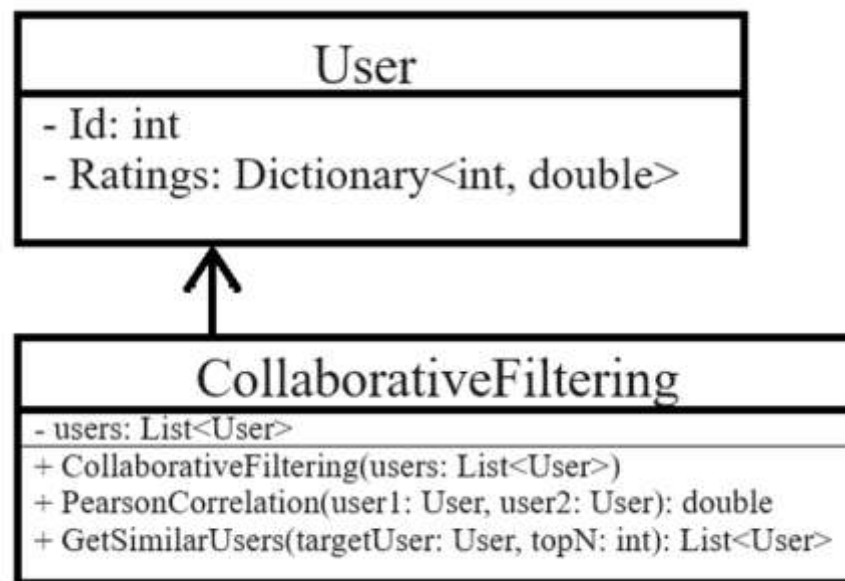 User
- Id: int
- Ratings: Dictionary<int, double>
CollaborativeFiltering
- users: List<User>
+ CollaborativeFiltering(users: List<User>)
+ PearsonCorrelation(user1: User, user2: User): double
+ GetSimilarUsers(targetUser: User, topN: int): List<User>